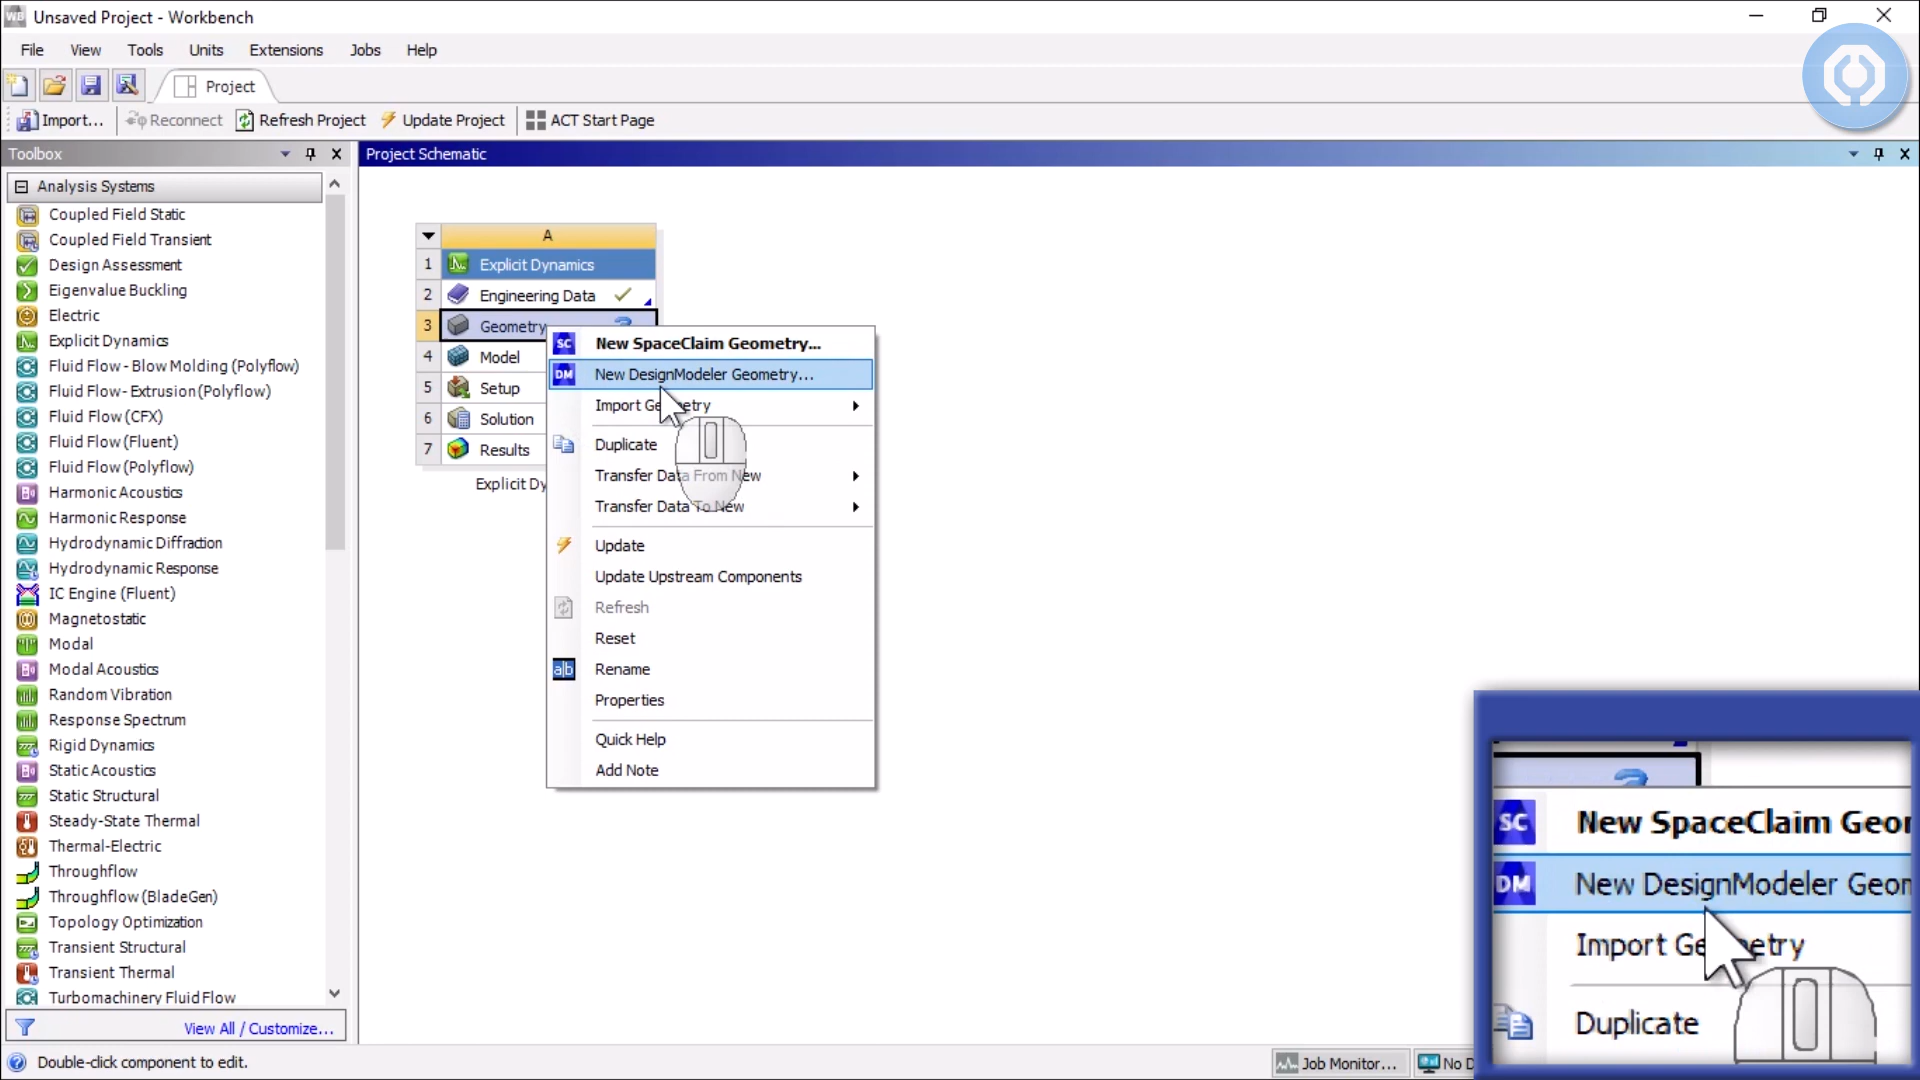 Unsaved Project - Workbench
File View Tools Units Extensions Jobs Help
Project
Import... Reconnect Refresh Project Update Project ACT Start Page
Toolbox
Project Schematic
Analysis Systems
Coupled Field Static
Coupled Field Transient
Design Assessment
Eigenvalue Buckling
Electric
Explicit Dynamics
Fluid Flow - Blow Molding (Polyflow)
Fluid Flow - Extrusion (Polyflow)
Fluid Flow (CFX)
Fluid Flow (Fluent)
Fluid Flow (Polyflow)
Harmonic Acoustics
Harmonic Response
Hydrodynamic Diffraction
Hydrodynamic Response
IC Engine (Fluent)
Magnetostatic
Modal
Modal Acoustics
Random Vibration
Response Spectrum
Rigid Dynamics
Static Acoustics
Static Structural
Steady-State Thermal
Thermal-Electric
Throughflow
Throughflow (BladeGen)
Topology Optimization
Transient Structural
Transient Thermal
Turbomachinery Fluid Flow
View All / Customize...
A
1 Explicit Dynamics
2 Engineering Data
3 Geometry
4 Model
5 Setup
6 Solution
7 Results
Explicit Dy
SC New SpaceClaim Geometry...
DM New DesignModeler Geometry...
Import Geometry
Duplicate
Transfer Data From New
Transfer Data To New
Update
Update Upstream Components
Refresh
Reset
a|b Rename
Properties
Quick Help
Add Note
SC New SpaceClaim Geor
DM New DesignModeler Geon
Import Ge etry
Duplicate
Double-click component to edit.
Job Monitor... No D